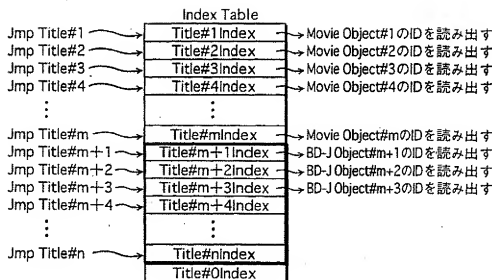 Index Table
Jmp Title#1 Title#1Index Movie Object#1のIDを読み出す
Jmp Title#2 Title#2Index Movie Object#2のIDを読み出す
Jmp Title#3 Title#3Index Movie Object#3のIDを読み出す
Jmp Title#4 Title#4Index Movie Object#4のIDを読み出す
⋮ ⋮ ⋮
Jmp Title#m Title#mIndex Movie Object#mのIDを読み出す
Jmp Title#m+1 Title#m+1Index BD-J Object#m+1のIDを読み出す
Jmp Title#m+2 Title#m+2Index BD-J Object#m+2のIDを読み出す
Jmp Title#m+3 Title#m+3Index BD-J Object#m+3のIDを読み出す
Jmp Title#m+4 Title#m+4Index
⋮ ⋮
Jmp Title#n Title#nIndex
Title#0Index